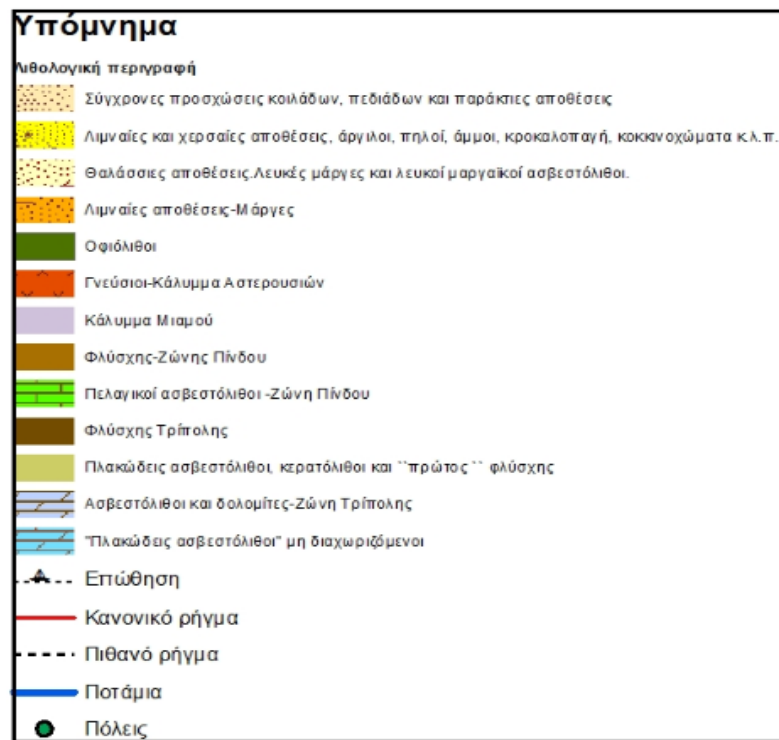 Υπόμνημα
Λιθολογική περιγραφή
Σύγχρονες προσχώσεις κοιλάδων, πεδιάδων και παράκτιες αποθέσεις
Λιμναίες και χερσαίες αποθέσεις, άργιλοι, πηλοί, άμμοι, κροκαλοπαγή, κοκκινοχώματα κ.λ.π.
Θαλάσσιες αποθέσεις.Λευκές μάργες και λευκοί μαργαϊκοί ασβεστόλιθοι.
Λιμναίες αποθέσεις-Μάργες
Οφιόλιθοι
Γνεύσιοι-Κάλυμμα Αστερουσιών
Κάλυμμα Μιαμού
Φλύσχης-Ζώνης Πίνδου
Πελαγικοί ασβεστόλιθοι -Ζώνη Πίνδου
Φλύσχης Τρίπολης
Πλακώδεις ασβεστόλιθοι, κερατόλιθοι και ``πρώτος`` φλύσχης
Ασβεστόλιθοι και δολομίτες-Ζώνη Τρίπολης
"Πλακώδεις ασβεστόλιθοι" μη διαχωριζόμενοι
Επώθηση
Κανονικό ρήγμα
Πιθανό ρήγμα
Ποτάμια
Πόλεις